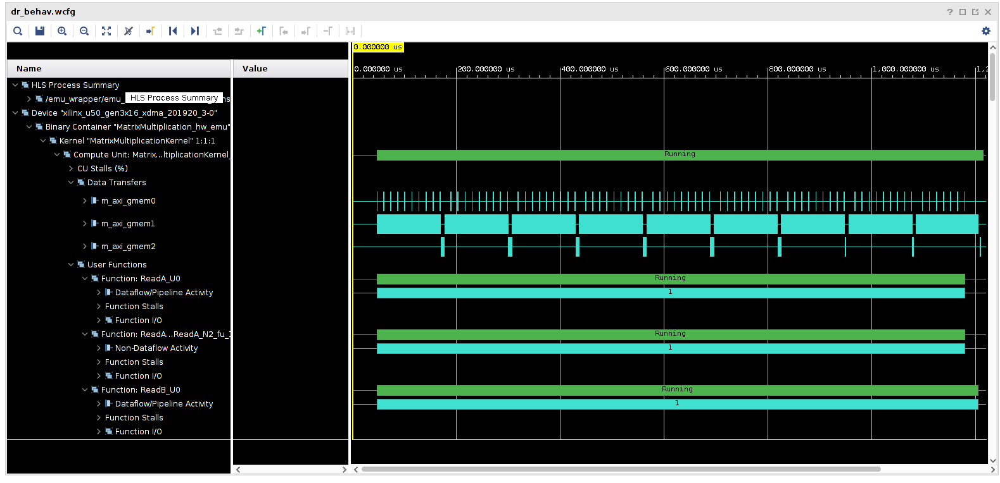 dr_behav.wcfg
0.000000 us
Name
Value
0.000000 us 200.000000 us 400.000000 us 600.000000 us 800.000000 us 1,000.000000 us 1,2
HLS Process Summary
/emu_wrapper/emu_
HLS Process Summary
Device "xilinx_u50_gen3x16_xdma_201920_3-0"
Binary Container "MatrixMultiplication_hw_emu"
Kernel "MatrixMultiplicationKernel" 1:1:1
Compute Unit: Matrix...ltiplicationKernel_
Running
CU Stalls (%)
Data Transfers
m_axi_gmem0
m_axi_gmem1
m_axi_gmem2
User Functions
Function: ReadA_U0
Running
Dataflow/Pipeline Activity
1
Function Stalls
Function I/O
Function: ReadA...ReadA_N2_fu_
Running
Non-Dataflow Activity
1
Function Stalls
Function I/O
Function: ReadB_U0
Running
Dataflow/Pipeline Activity
1
Function Stalls
Function I/O